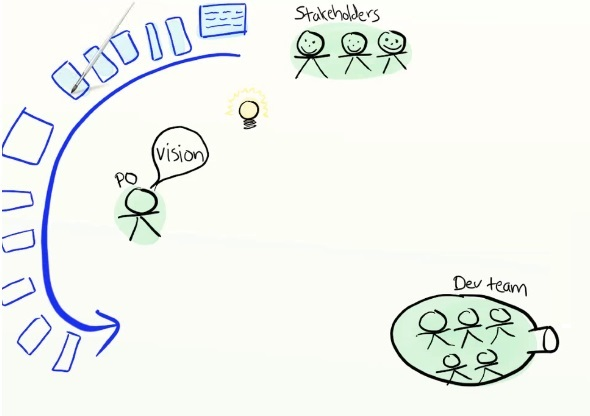 Stakeholders
vision
PO
Dev team